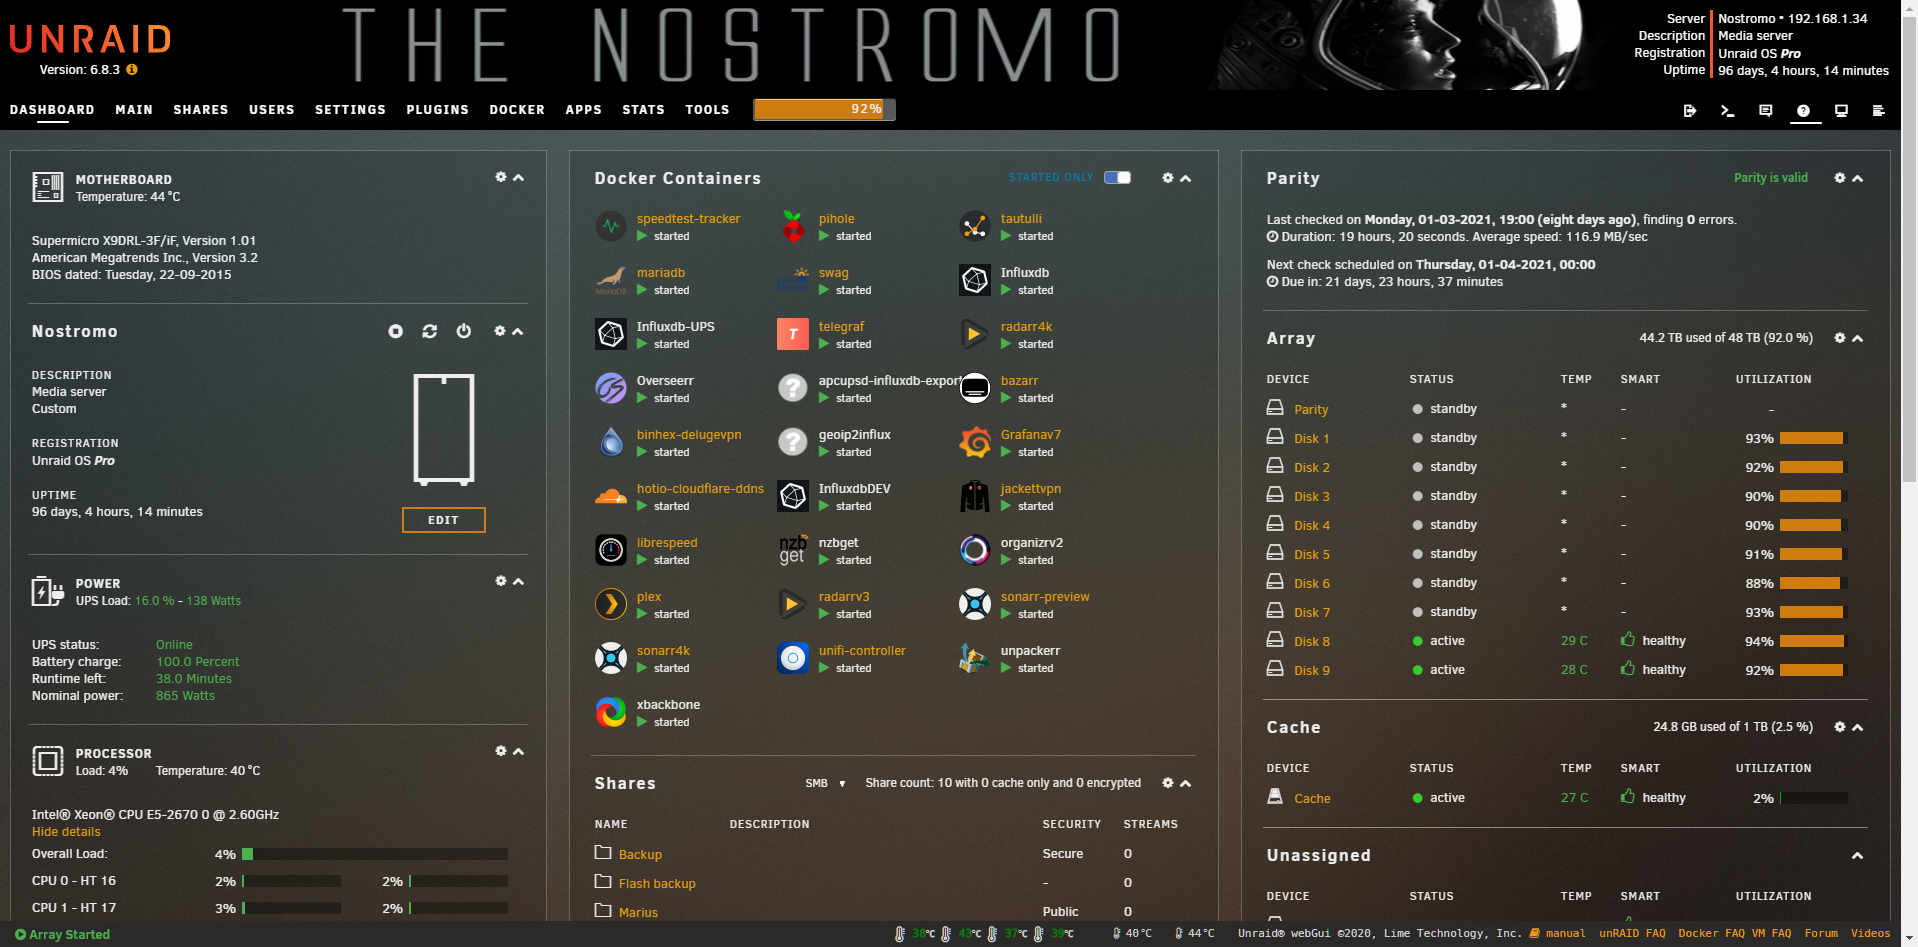 UNRAID
Version: 6.8.3
THE NOSTROMO
Server Nostromo • 192.168.1.34
Description Media server
Registration Unraid OS Pro
Uptime 96 days, 4 hours, 14 minutes
DASHBOARD MAIN SHARES USERS SETTINGS PLUGINS DOCKER APPS STATS TOOLS 92%
MOTHERBOARD
Temperature: 44 °C
Supermicro X9DRL-3F/iF, Version 1.01
American Megatrends Inc., Version 3.2
BIOS dated: Tuesday, 22-09-2015
Nostromo
DESCRIPTION
Media server
Custom
REGISTRATION
Unraid OS Pro
UPTIME
96 days, 4 hours, 14 minutes
EDIT
POWER
UPS Load: 16.0 % - 138 Watts
UPS status: Online
Battery charge: 100.0 Percent
Runtime left: 38.0 Minutes
Nominal power: 865 Watts
PROCESSOR
Load: 4% Temperature: 40 °C
Intel® Xeon® CPU E5-2670 0 @ 2.60GHz
Hide details
Overall Load: 4%
CPU 0 - HT 16 2% 2%
CPU 1 - HT 17 3% 2%
Docker Containers STARTED ONLY
speedtest-tracker pihole tautulli
started started started
mariadb swag Influxdb
started started started
Influxdb-UPS telegraf radarr4k
started started started
Overseerr apcupsd-influxdb-export bazarr
started started started
binhex-delugevpn geoip2influx Grafanav7
started started started
hotio-cloudflare-ddns InfluxdbDEV jackettvpn
started started started
librespeed nzbget organizrv2
started started started
plex radarrv3 sonarr-preview
started started started
sonarr4k unifi-controller unpackerr
started started started
xbackbone
started
Shares SMB Share count: 10 with 0 cache only and 0 encrypted
NAME DESCRIPTION SECURITY STREAMS
Backup Secure 0
Flash backup - 0
Marius Public 0
Parity Parity is valid
Last checked on Monday, 01-03-2021, 19:00 (eight days ago), finding 0 errors.
Duration: 19 hours, 20 seconds. Average speed: 116.9 MB/sec
Next check scheduled on Thursday, 01-04-2021, 00:00
Due in: 21 days, 23 hours, 37 minutes
Array 44.2 TB used of 48 TB (92.0 %)
DEVICE STATUS TEMP SMART UTILIZATION
Parity standby * - -
Disk 1 standby * - 93%
Disk 2 standby * - 92%
Disk 3 standby * - 90%
Disk 4 standby * - 90%
Disk 5 standby * - 91%
Disk 6 standby * - 88%
Disk 7 standby * - 93%
Disk 8 active 29 C healthy 94%
Disk 9 active 28 C healthy 92%
Cache 24.8 GB used of 1 TB (2.5 %)
DEVICE STATUS TEMP SMART UTILIZATION
Cache active 27 C healthy 2%
Unassigned
DEVICE STATUS TEMP SMART UTILIZATION
Array Started 38°C 43°C 37°C 39°C 40°C 44°C Unraid® webGui ©2020, Lime Technology, Inc. manual unRAID FAQ Docker FAQ VM FAQ Forum Videos